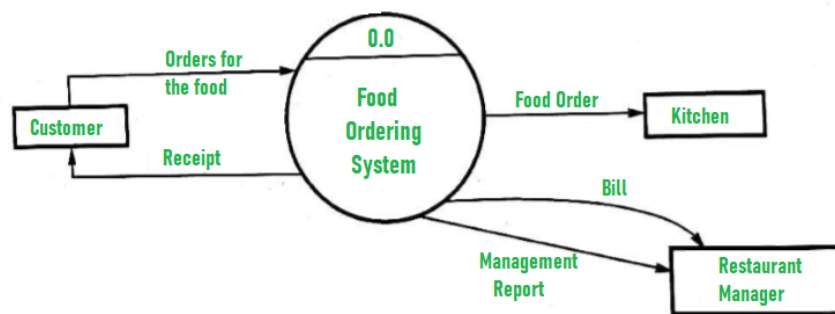 0.0
Orders for
the food
Food
Ordering
System
Food Order
Kitchen
Customer
Receipt
Bill
Management
Report
Restaurant
Manager